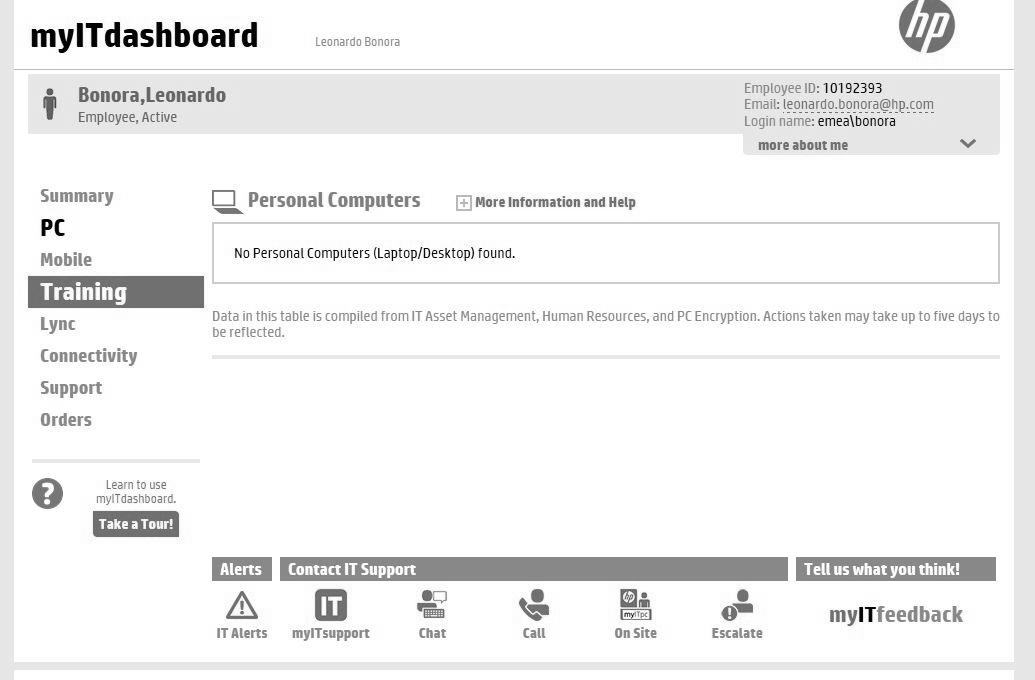 myITdashboard
Leonardo Bonora
hp
Bonora,Leonardo
Employee, Active
Employee ID: 10192393
Email: leonardo.bonora@hp.com
Login name: emea\bonora
more about me
Summary
PC
Mobile
Training
Lync
Connectivity
Support
Orders
Learn to use
myITdashboard.
Take a Tour!
Personal Computers
More Information and Help
No Personal Computers (Laptop/Desktop) found.
Data in this table is compiled from IT Asset Management, Human Resources, and PC Encryption. Actions taken may take up to five days to
be reflected.
Alerts
Contact IT Support
Tell us what you think!
IT
hp
myITpc
IT Alerts
myITsupport
Chat
Call
On Site
Escalate
myITfeedback